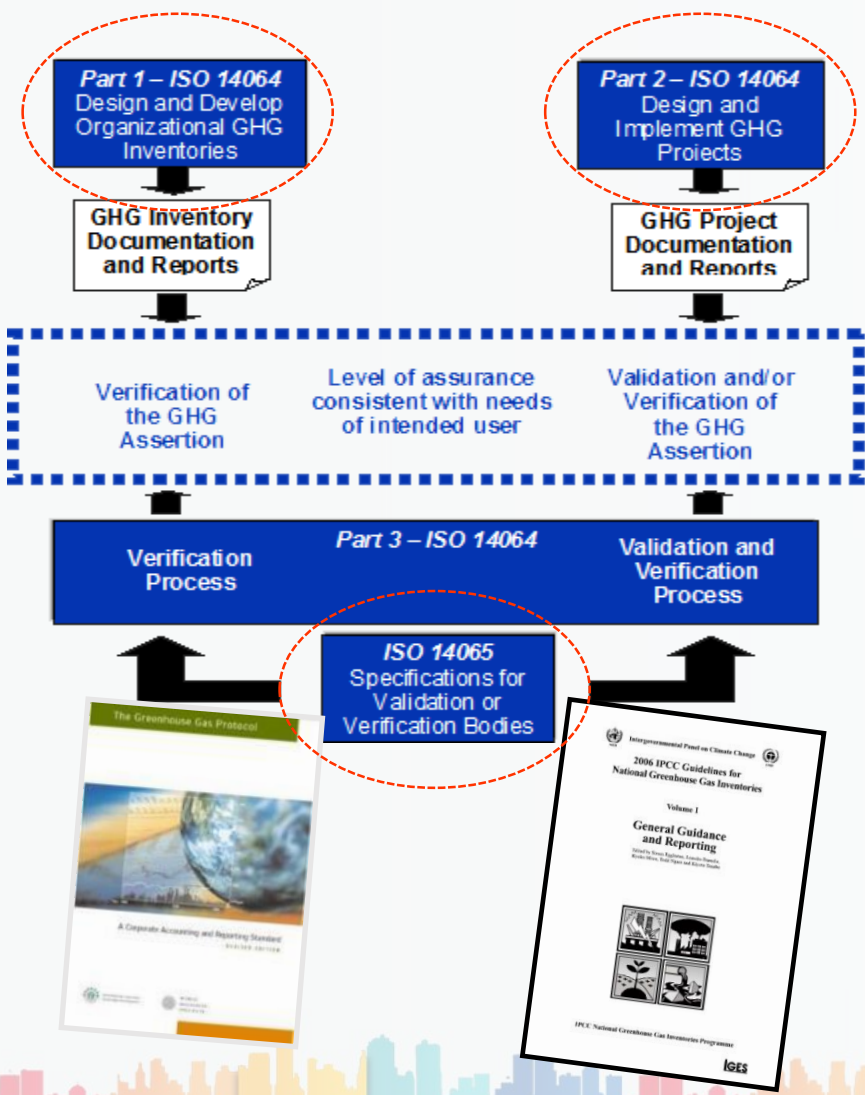 Part 1 – ISO 14064
Design and Develop
Organizational GHG
Inventories
Part 2 – ISO 14064
Design and
Implement GHG
Projects
GHG Inventory
Documentation
and Reports
GHG Project
Documentation
and Reports
Verification of
the GHG
Assertion
Level of assurance
consistent with needs
of intended user
Validation and/or
Verification of
the GHG
Assertion
Part 3 – ISO 14064
Verification
Process
Validation and
Verification
Process
ISO 14065
Specifications for
Validation or
Verification Bodies
The Greenhouse Gas Protocol
A Corporate Accounting and Reporting Standard
REVISED EDITION
Intergovernmental Panel on Climate Change
2006 IPCC Guidelines for
National Greenhouse Gas Inventories
Volume 1
General Guidance
and Reporting
IPCC National Greenhouse Gas Inventories Programme
IGES